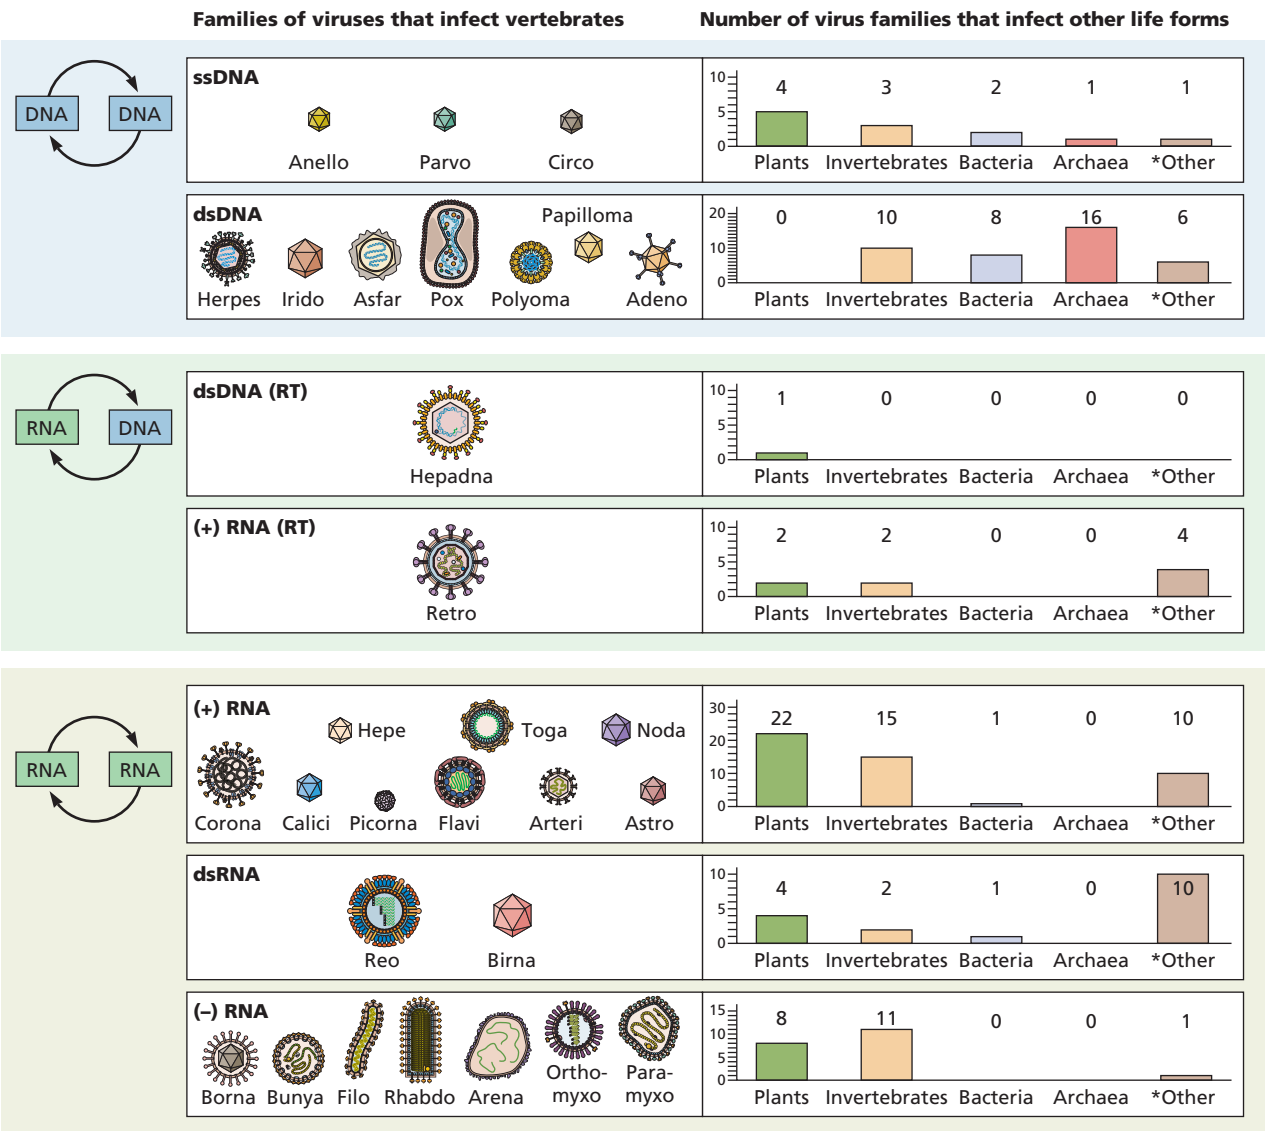 Families of viruses that infect vertebrates
Number of virus families that infect other life forms
DNA DNA
ssDNA
Anello Parvo Circo
10
5
0
4 3 2 1 1
Plants Invertebrates Bacteria Archaea *Other
dsDNA
Papilloma
Herpes Irido Asfar Pox Polyoma Adeno
20
10
0
0 10 8 16 6
Plants Invertebrates Bacteria Archaea *Other
RNA DNA
dsDNA (RT)
Hepadna
10
5
0
1 0 0 0 0
Plants Invertebrates Bacteria Archaea *Other
(+) RNA (RT)
Retro
10
5
0
2 2 0 0 4
Plants Invertebrates Bacteria Archaea *Other
RNA RNA
(+) RNA
Hepe Toga Noda
Corona Calici Picorna Flavi Arteri Astro
30
20
10
0
22 15 1 0 10
Plants Invertebrates Bacteria Archaea *Other
dsRNA
Reo Birna
10
5
0
4 2 1 0 10
Plants Invertebrates Bacteria Archaea *Other
(–) RNA
Ortho- Para-
Borna Bunya Filo Rhabdo Arena myxo myxo
15
10
5
0
8 11 0 0 1
Plants Invertebrates Bacteria Archaea *Other